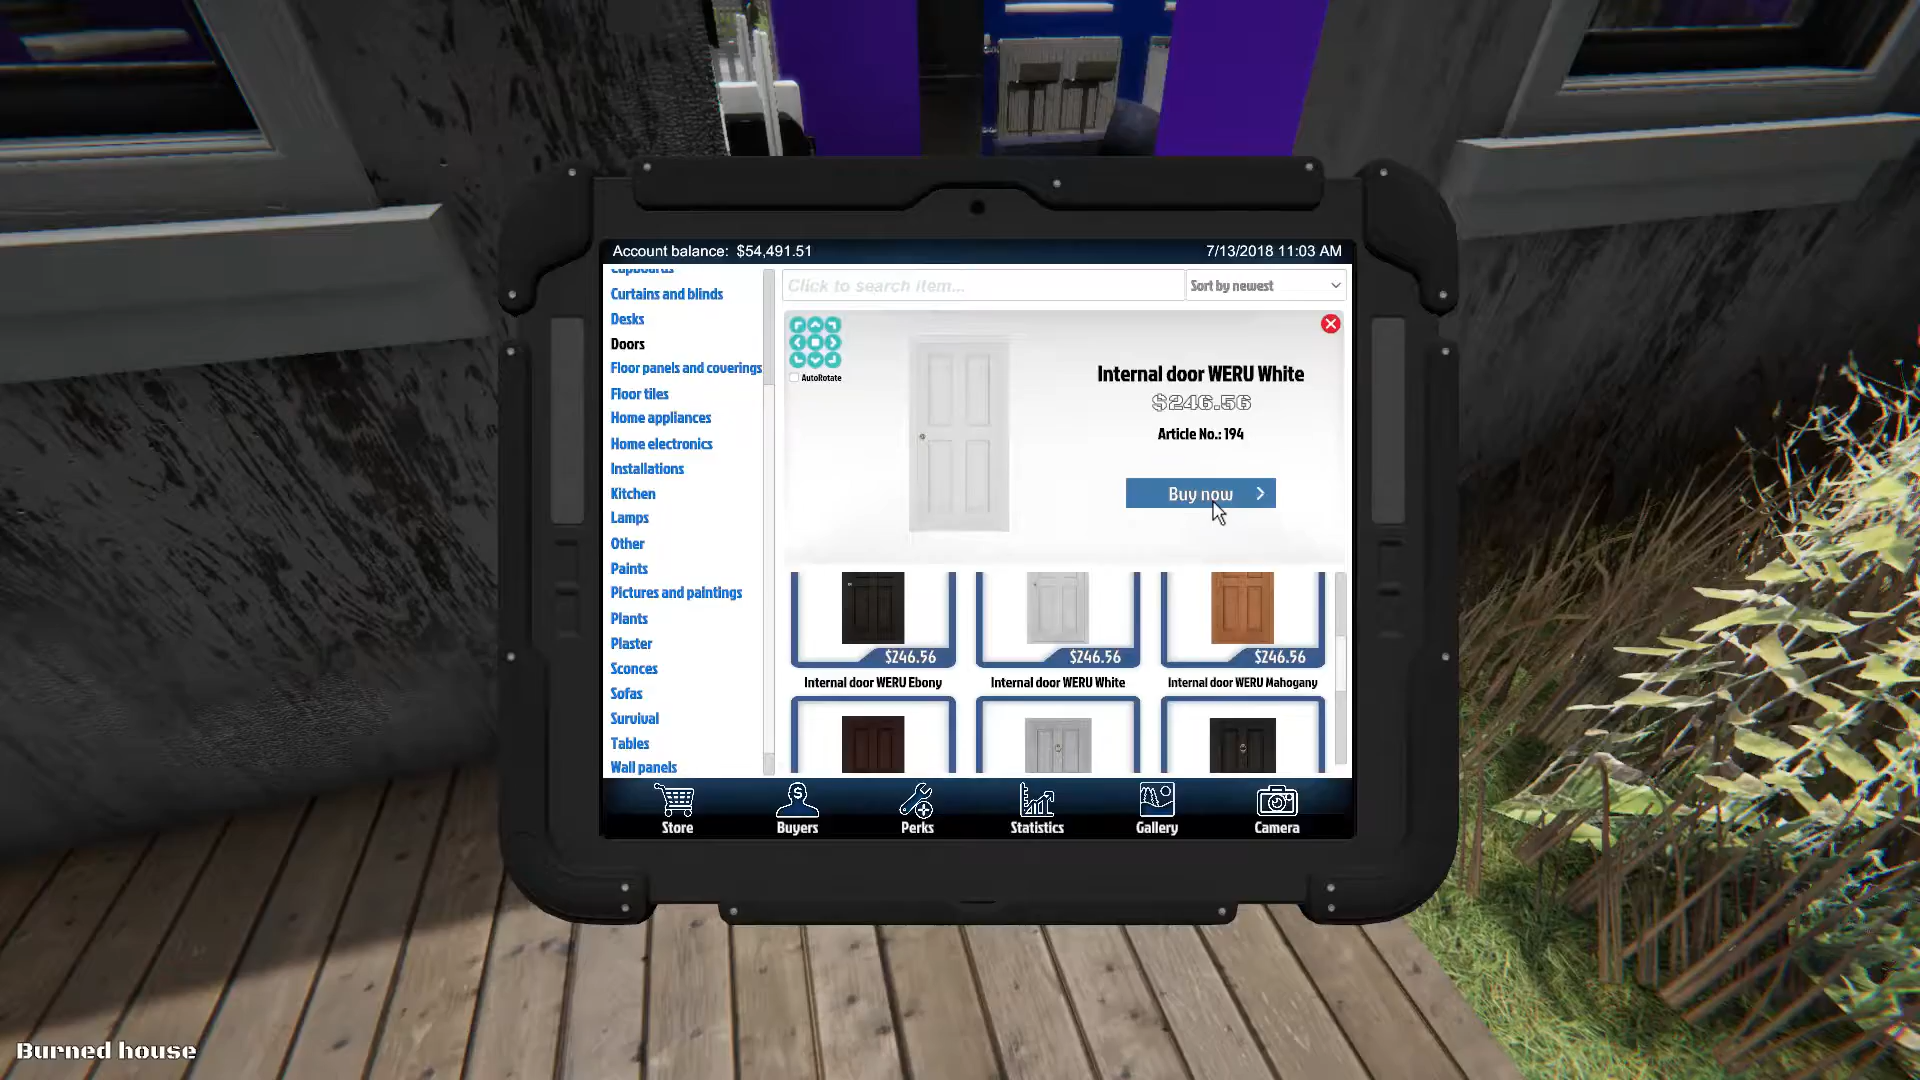 Account balance: $54,491.51
7/13/2018 11:03 AM
Cupboards
Curtains and blinds
Desks
Doors
Floor panels and coverings
Floor tiles
Home appliances
Home electronics
Installations
Kitchen
Lamps
Other
Paints
Pictures and paintings
Plants
Plaster
Sconces
Sofas
Survival
Tables
Wall panels
Click to search item...
Sort by newest
AutoRotate
Internal door WERU White
$246.56
Article No.: 194
Buy now
$246.56
$246.56
$246.56
Internal door WERU Ebony
Internal door WERU White
Internal door WERU Mahogany
Store
Buyers
Perks
Statistics
Gallery
Camera
Burned house